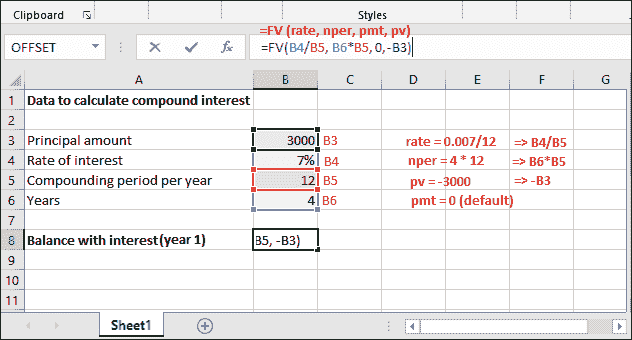 Clipboard
Styles
=FV (rate, nper, pmt, pv)
OFFSET
=FV(B4/B5, B6*B5, 0, -B3)
A B C D E F G
1 Data to calculate compound interest
2
3 Principal amount 3000 B3 rate = 0.007/12 => B4/B5
4 Rate of interest 7% B4 nper = 4 * 12 => B6*B5
5 Compounding period per year 12 B5 pv = -3000 => -B3
6 Years 4 B6 pmt = 0 (default)
7
8 Balance with interest (year 1) B5, -B3)
9
10
11
Sheet1